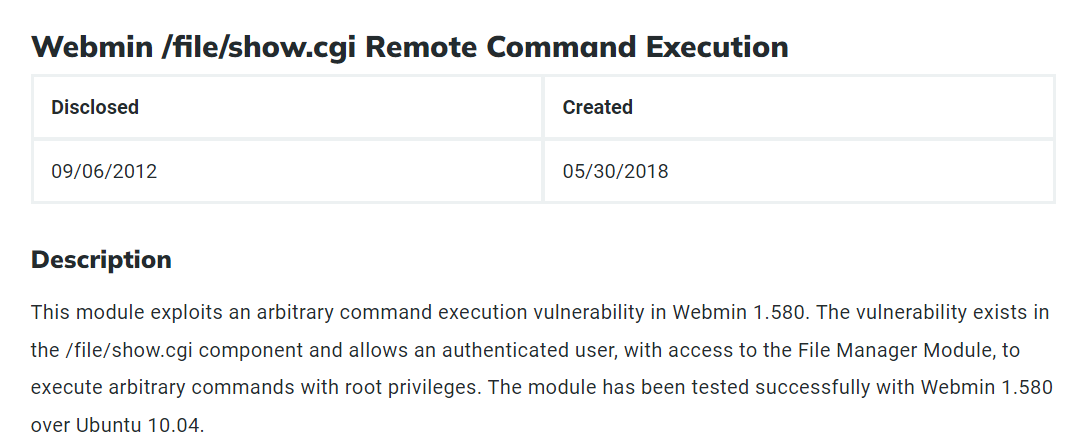 Webmin /file/show.cgi Remote Command Execution
Disclosed Created
09/06/2012 05/30/2018
Description
This module exploits an arbitrary command execution vulnerability in Webmin 1.580. The vulnerability exists in
the /file/show.cgi component and allows an authenticated user, with access to the File Manager Module, to
execute arbitrary commands with root privileges. The module has been tested successfully with Webmin 1.580
over Ubuntu 10.04.